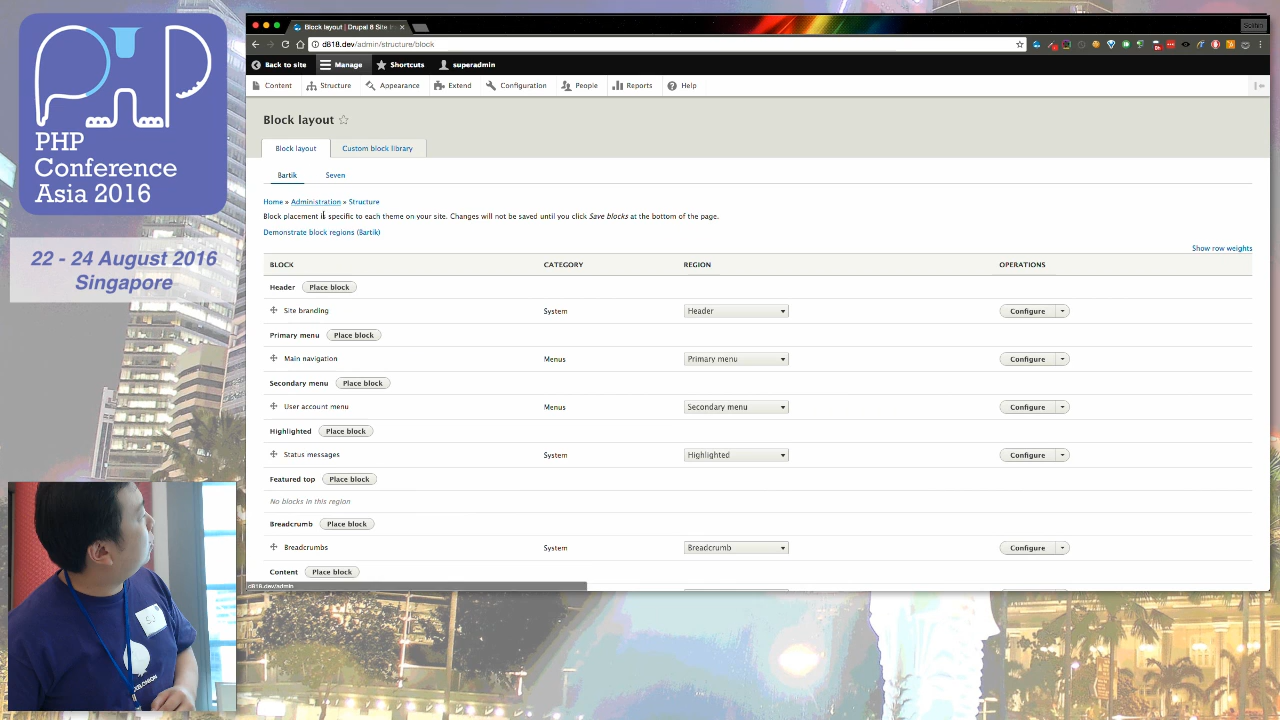 PHP
Conference
Asia 2016
22 - 24 August 2016
Singapore
Block layout | Drupal 8 Site
d818.dev/admin/structure/block
Back to site Manage Shortcuts superadmin
Content Structure Appearance Extend Configuration People Reports Help
Block layout
Block layout Custom block library
Bartik Seven
Home » Administration » Structure
Block placement is specific to each theme on your site. Changes will not be saved until you click Save blocks at the bottom of the page.
Demonstrate block regions (Bartik)
Show row weights
BLOCK CATEGORY REGION OPERATIONS
Header Place block
Site branding System Header Configure
Primary menu Place block
Main navigation Menus Primary menu Configure
Secondary menu Place block
User account menu Menus Secondary menu Configure
Highlighted Place block
Status messages System Highlighted Configure
Featured top Place block
No blocks in this region
Breadcrumb Place block
Breadcrumbs System Breadcrumb Configure
Content Place block
d818.dev/admin